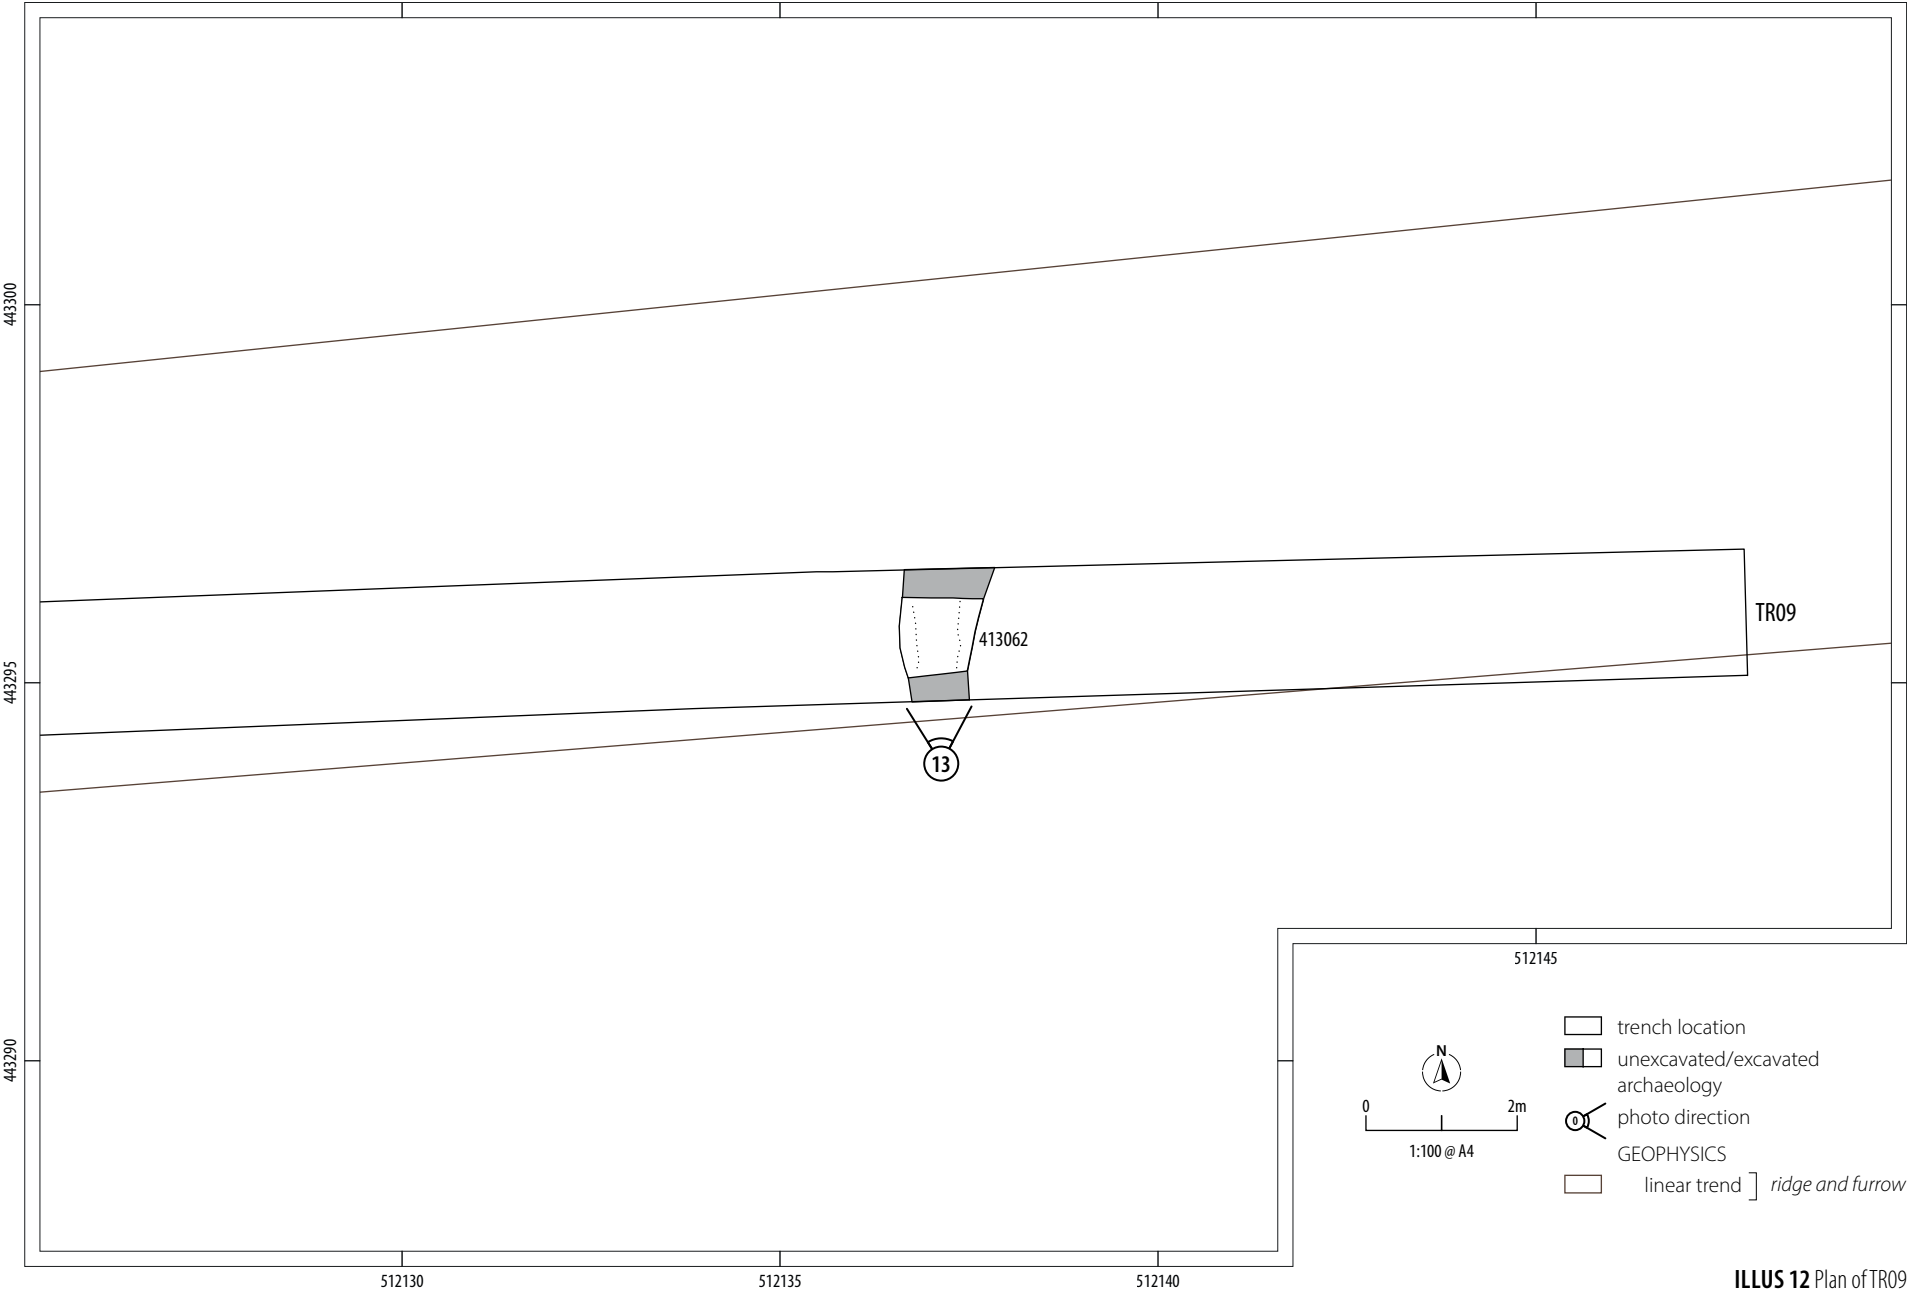 443300
443295
443290
TR09
413062
13
512145
N
0 2m
1:100 @ A4
trench location
unexcavated/excavated
archaeology
0
photo direction
GEOPHYSICS
linear trend ] ridge and furrow
512130
512135
512140
ILLUS 12 Plan of TR09